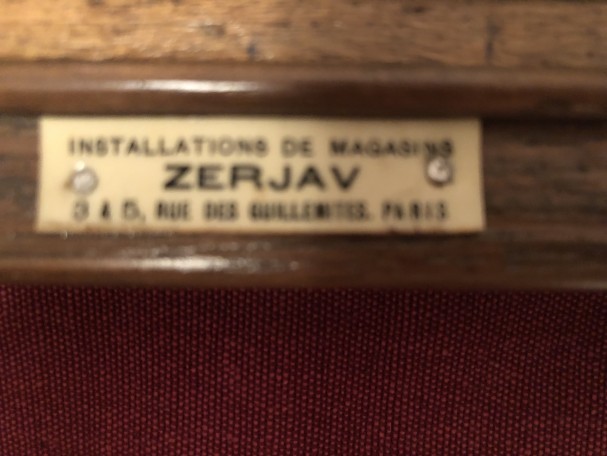 INSTALLATIONS DE MAGASINS
ZERJAV
3 & 5, RUE DES GUILLEMITES. PARIS